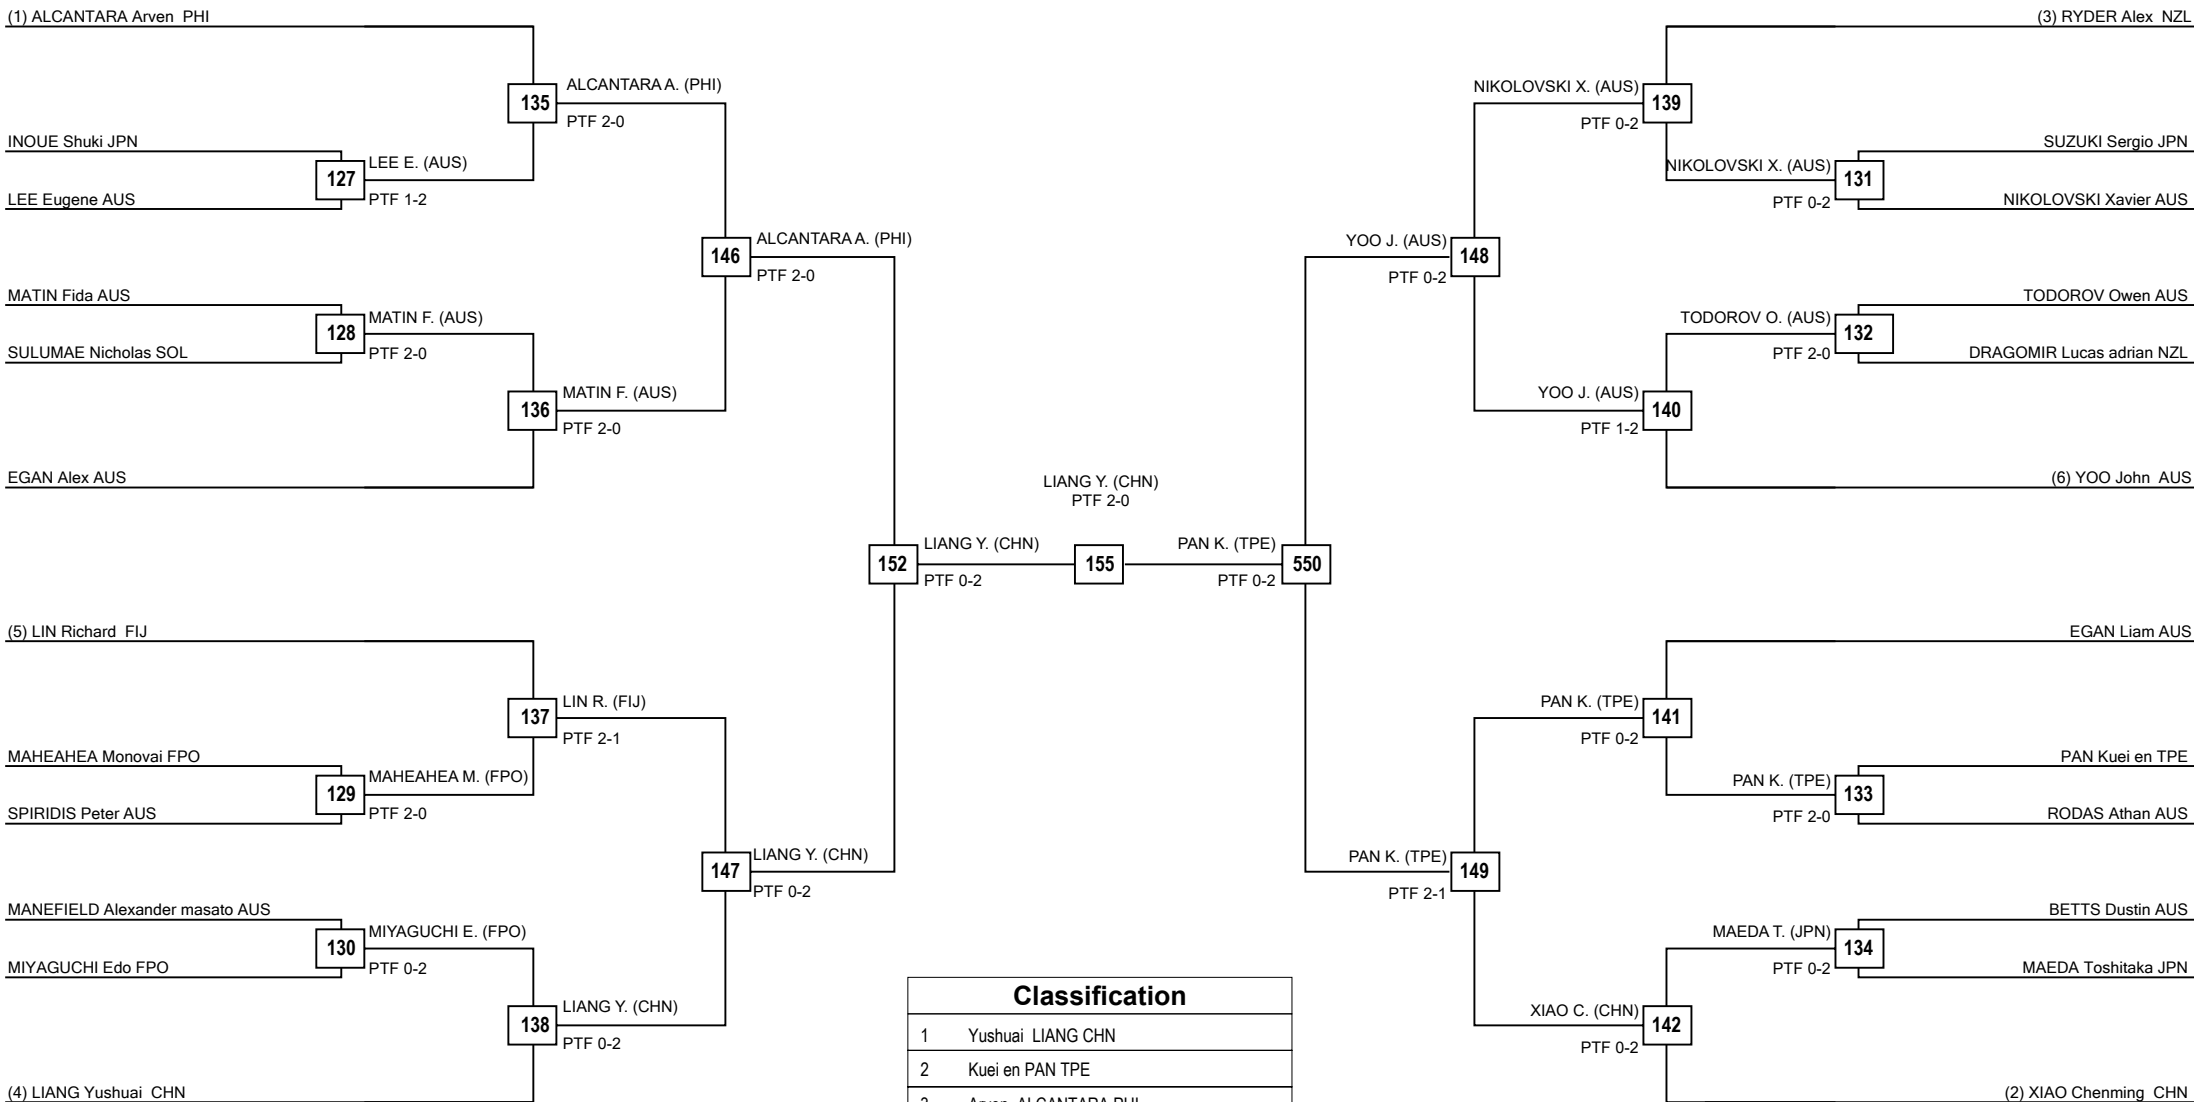 (1) ALCANTARA Arven PHI
INOUE Shuki JPN
LEE Eugene AUS
MATIN Fida AUS
SULUMAE Nicholas SOL
EGAN Alex AUS
(5) LIN Richard FIJ
MAHEAHEA Monovai FPO
SPIRIDIS Peter AUS
MANEFIELD Alexander masato AUS
MIYAGUCHI Edo FPO
(4) LIANG Yushuai CHN
127
LEE E. (AUS)
PTF 1-2
128
MATIN F. (AUS)
PTF 2-0
129
MAHEAHEA M. (FPO)
PTF 2-0
130
MIYAGUCHI E. (FPO)
PTF 0-2
135
ALCANTARA A. (PHI)
PTF 2-0
136
MATIN F. (AUS)
PTF 2-0
137
LIN R. (FIJ)
PTF 2-1
138
LIANG Y. (CHN)
PTF 0-2
146
ALCANTARA A. (PHI)
PTF 2-0
147
LIANG Y. (CHN)
PTF 0-2
152
LIANG Y. (CHN)
PTF 0-2
LIANG Y. (CHN)
PTF 2-0
155
PAN K. (TPE)
PTF 0-2
550
YOO J. (AUS)
PTF 0-2
148
PAN K. (TPE)
PTF 2-1
149
NIKOLOVSKI X. (AUS)
PTF 0-2
139
YOO J. (AUS)
PTF 1-2
140
PAN K. (TPE)
PTF 0-2
141
XIAO C. (CHN)
PTF 0-2
142
NIKOLOVSKI X. (AUS)
PTF 0-2
131
TODOROV O. (AUS)
PTF 2-0
132
PAN K. (TPE)
PTF 2-0
133
MAEDA T. (JPN)
PTF 0-2
134
(3) RYDER Alex NZL
SUZUKI Sergio JPN
NIKOLOVSKI Xavier AUS
TODOROV Owen AUS
DRAGOMIR Lucas adrian NZL
(6) YOO John AUS
EGAN Liam AUS
PAN Kuei en TPE
RODAS Athan AUS
BETTS Dustin AUS
MAEDA Toshitaka JPN
(2) XIAO Chenming CHN
Classification
1 Yushuai LIANG CHN
2 Kuei en PAN TPE
3 Arven ALCANTARA PHI